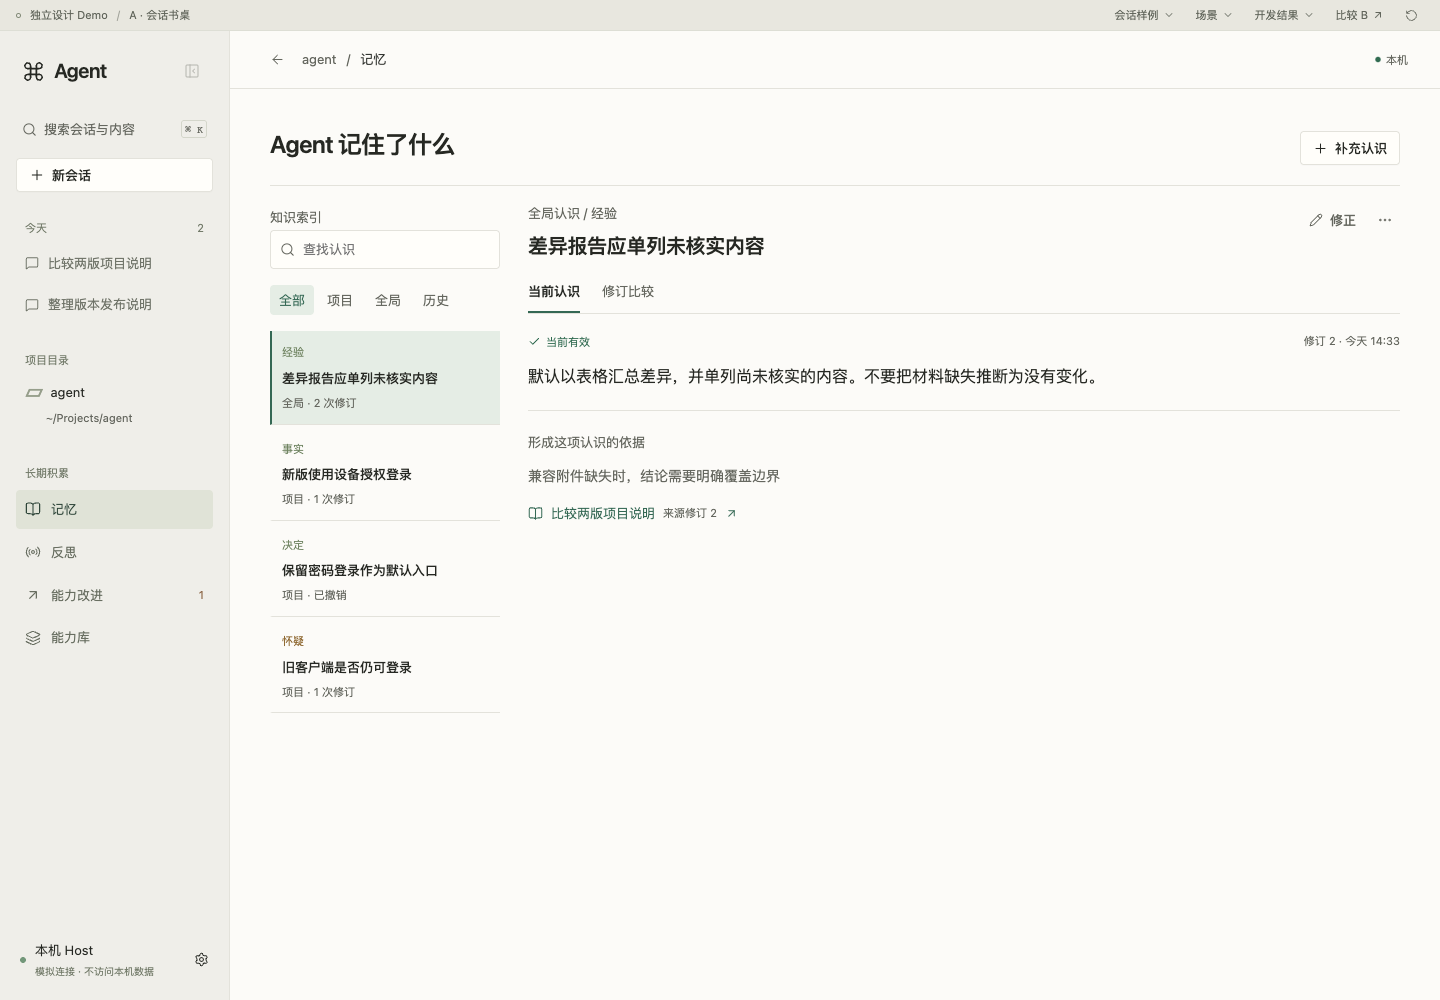 独立设计 Demo / A · 会话书桌
会话样例 场景 开发结果 比较 B
Agent
搜索会话与内容 ⌘ K
新会话
今天 2
比较两版项目说明
整理版本发布说明
项目目录
agent
~/Projects/agent
长期积累
记忆
反思
能力改进 1
能力库
本机 Host
模拟连接 · 不访问本机数据
agent / 记忆
本机
Agent 记住了什么
补充认识
知识索引
查找认识
全部 项目 全局 历史
经验
差异报告应单列未核实内容
全局 · 2 次修订
事实
新版使用设备授权登录
项目 · 1 次修订
决定
保留密码登录作为默认入口
项目 · 已撤销
怀疑
旧客户端是否仍可登录
项目 · 1 次修订
全局认识 / 经验
修正
差异报告应单列未核实内容
当前认识 修订比较
当前有效
修订 2 · 今天 14:33
默认以表格汇总差异，并单列尚未核实的内容。不要把材料缺失推断为没有变化。
形成这项认识的依据
兼容附件缺失时，结论需要明确覆盖边界
比较两版项目说明 来源修订 2